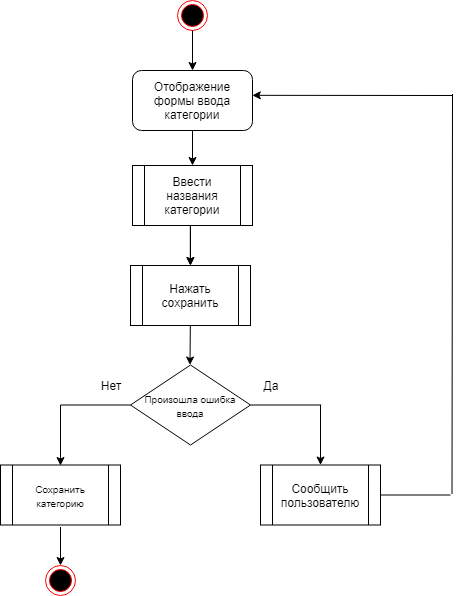 Отображение
формы ввода
категории
Ввести
названия
категории
Нажать
сохранить
Нет
Да
Произошла ошибка
ввода
Сохранить
категорию
Сообщить
пользователю